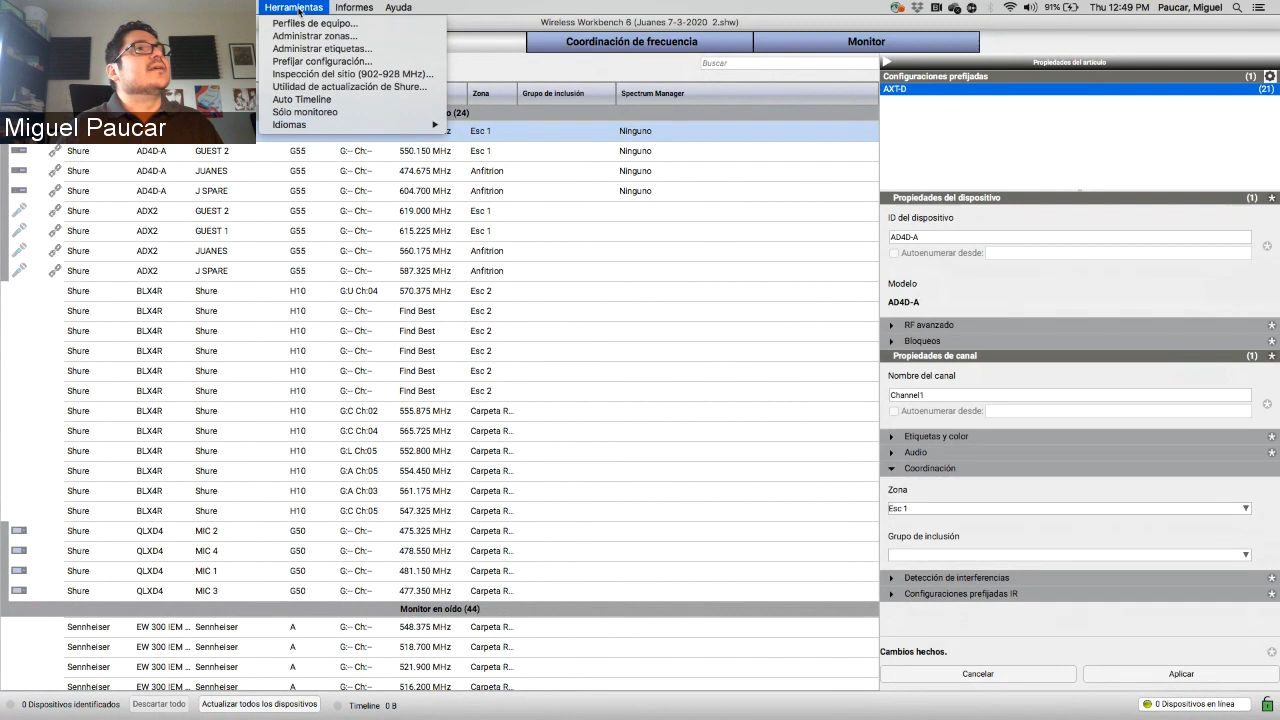 Herramientas Informes Ayuda
91% Thu 12:49 PM Paucar, Miguel
Wireless Workbench 6 (Juanes 7-3-2020 2.shw)
Perfiles de equipo...
Administrar zonas...
Administrar etiquetas...
Prefijar configuración...
Inspección del sitio (902-928 MHz)...
Utilidad de actualización de Shure...
Auto Timeline
Sólo monitoreo
Idiomas
Coordinación de frecuencia Monitor
Buscar
Zona Grupo de inclusión Spectrum Manager
(24)
Esc 1 Ninguno
Shure AD4D-A GUEST 2 G55 G:-- Ch:-- 550.150 MHz Esc 1 Ninguno
Shure AD4D-A JUANES G55 G:-- Ch:-- 474.675 MHz Anfitrion Ninguno
Shure AD4D-A J SPARE G55 G:-- Ch:-- 604.700 MHz Anfitrion Ninguno
Shure ADX2 GUEST 2 G55 G:-- Ch:-- 619.000 MHz Esc 1
Shure ADX2 GUEST 1 G55 G:-- Ch:-- 615.225 MHz Esc 1
Shure ADX2 JUANES G55 G:-- Ch:-- 560.175 MHz Anfitrion
Shure ADX2 J SPARE G55 G:-- Ch:-- 587.325 MHz Anfitrion
Shure BLX4R Shure H10 G:U Ch:04 570.375 MHz Esc 2
Shure BLX4R Shure H10 G:-- Ch:-- Find Best Esc 2
Shure BLX4R Shure H10 G:-- Ch:-- Find Best Esc 2
Shure BLX4R Shure H10 G:-- Ch:-- Find Best Esc 2
Shure BLX4R Shure H10 G:-- Ch:-- Find Best Esc 2
Shure BLX4R Shure H10 G:-- Ch:-- Find Best Esc 2
Shure BLX4R Shure H10 G:C Ch:02 555.875 MHz Carpeta R...
Shure BLX4R Shure H10 G:C Ch:04 565.725 MHz Carpeta R...
Shure BLX4R Shure H10 G:L Ch:05 552.800 MHz Carpeta R...
Shure BLX4R Shure H10 G:A Ch:05 554.450 MHz Carpeta R...
Shure BLX4R Shure H10 G:A Ch:03 561.175 MHz Carpeta R...
Shure BLX4R Shure H10 G:C Ch:05 547.325 MHz Carpeta R...
Shure QLXD4 MIC 2 G50 G:-- Ch:-- 475.325 MHz Carpeta R...
Shure QLXD4 MIC 4 G50 G:-- Ch:-- 478.550 MHz Carpeta R...
Shure QLXD4 MIC 1 G50 G:-- Ch:-- 481.150 MHz Carpeta R...
Shure QLXD4 MIC 3 G50 G:-- Ch:-- 477.350 MHz Carpeta R...
Monitor en oído (44)
Sennheiser EW 300 IEM ... Sennheiser A G:-- Ch:-- 548.375 MHz Carpeta R...
Sennheiser EW 300 IEM ... Sennheiser A G:-- Ch:-- 518.700 MHz Carpeta R...
Sennheiser EW 300 IEM ... Sennheiser A G:-- Ch:-- 521.900 MHz Carpeta R...
Sennheiser EW 300 IEM ... Sennheiser A G:-- Ch:-- 516.200 MHz Carpeta R...
0 Dispositivos identificados Descartar todo Actualizar todos los dispositivos Timeline 0 B
Miguel Paucar
Propiedades del artículo
Configuraciones prefijadas (1)
AXT-D (21)
Propiedades del dispositivo (1)
ID del dispositivo
AD4D-A
Autoenumerar desde:
Modelo
AD4D-A
RF avanzado
Bloqueos
Propiedades de canal (1)
Nombre del canal
Channel1
Autoenumerar desde:
Etiquetas y color
Audio
Coordinación
Zona
Esc 1
Grupo de inclusión
Detección de interferencias
Configuraciones prefijadas IR
Cambios hechos.
Cancelar Aplicar
0 Dispositivos en línea